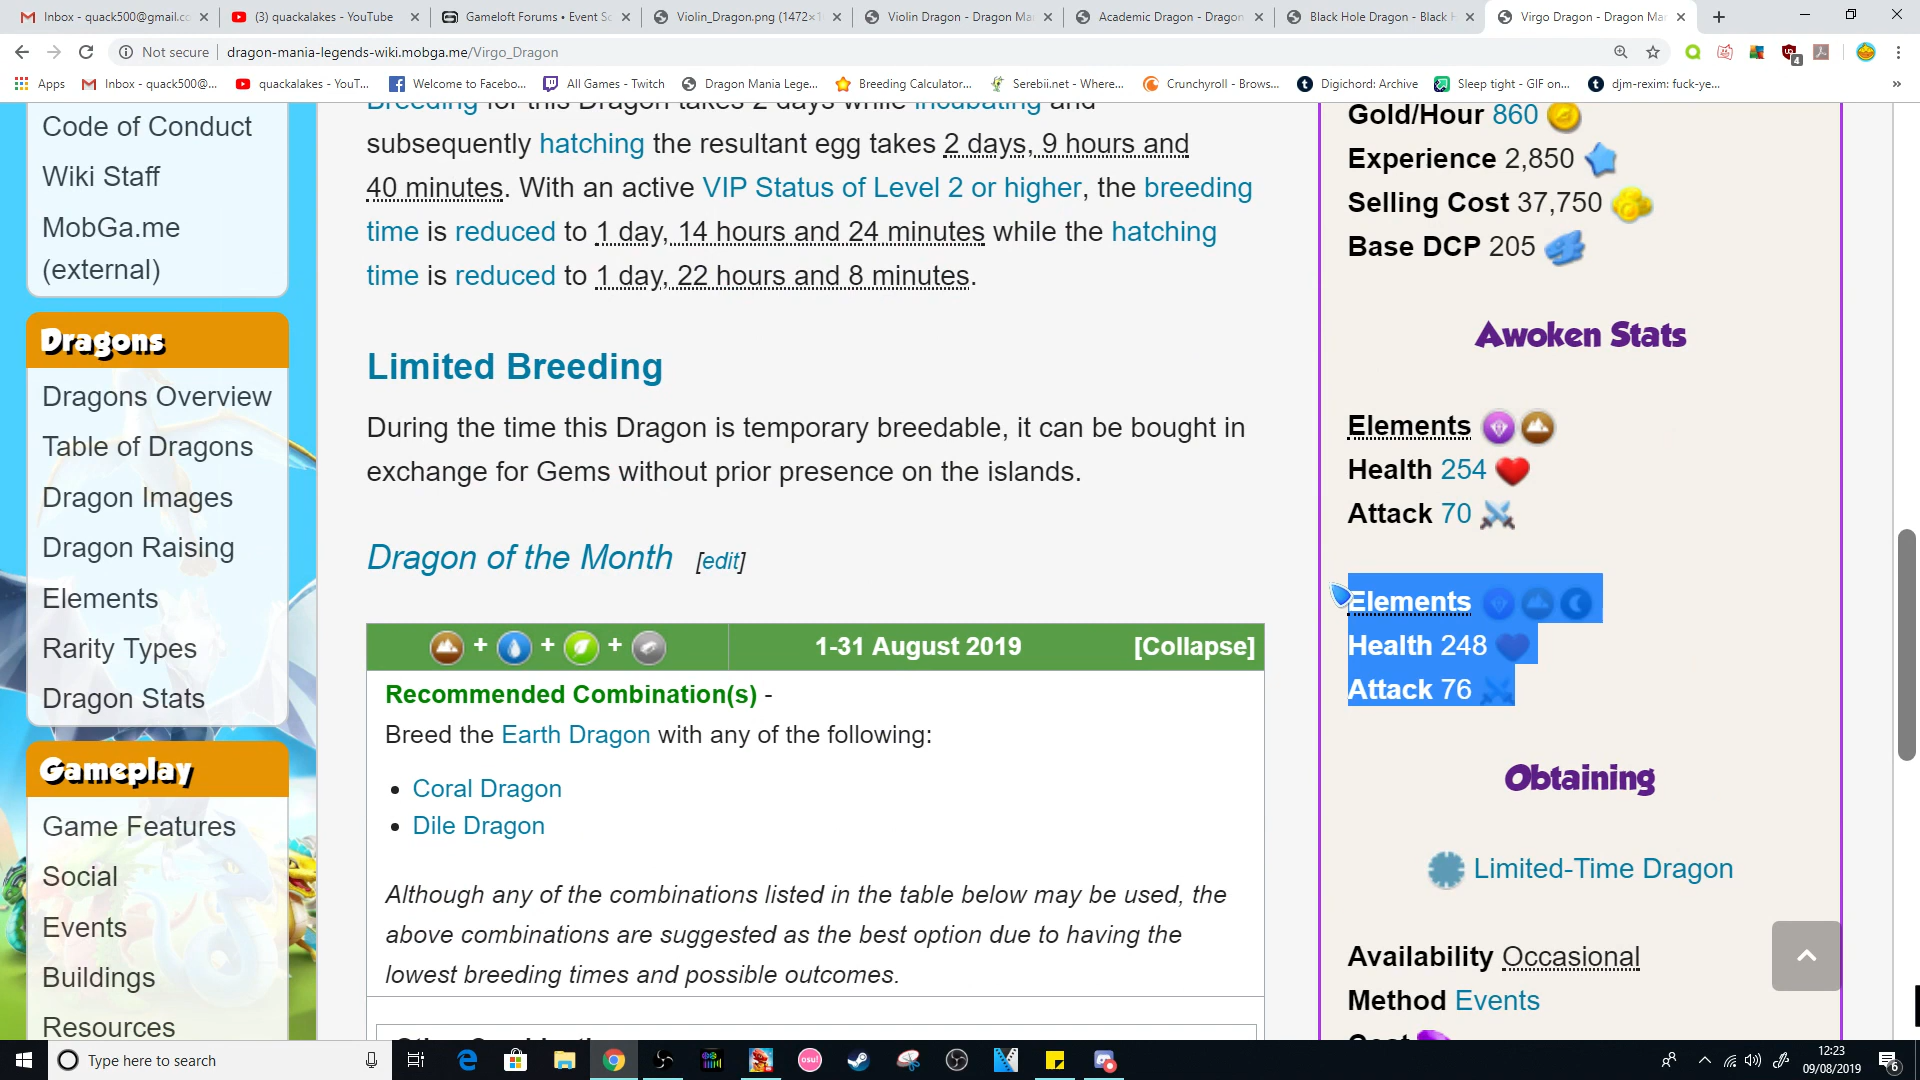 Inbox - quack500@gmail.cc
(3) quackalakes - YouTube
Gameloft Forums • Event Sc
Violin_Dragon.png (1472×1
Violin Dragon - Dragon Ma
Academic Dragon - Dragon
Black Hole Dragon - Black H
Virgo Dragon - Dragon Ma
Not secure
dragon-mania-legends-wiki.mobga.me/Virgo_Dragon
4
Apps
Inbox - quack500@...
quackalakes - YouT...
Welcome to Facebo...
All Games - Twitch
Dragon Mania Lege...
Breeding Calculator...
Serebii.net - Where...
Crunchyroll - Brows...
Digichord: Archive
Sleep tight - GIF on...
djm-rexim: fuck-ye...
»
Code of Conduct
Wiki Staff
MobGa.me
(external)
Dragons
Dragons Overview
Table of Dragons
Dragon Images
Dragon Raising
Elements
Rarity Types
Dragon Stats
Gameplay
Game Features
Social
Events
Buildings
Resources
Breeding for this Dragon takes 2 days while incubating and
subsequently hatching the resultant egg takes 2 days, 9 hours and
40 minutes. With an active VIP Status of Level 2 or higher, the breeding
time is reduced to 1 day, 14 hours and 24 minutes while the hatching
time is reduced to 1 day, 22 hours and 8 minutes.
Limited Breeding
During the time this Dragon is temporary breedable, it can be bought in
exchange for Gems without prior presence on the islands.
Dragon of the Month [edit]
+ + +
1-31 August 2019
[Collapse]
Recommended Combination(s) -
Breed the Earth Dragon with any of the following:
• Coral Dragon
• Dile Dragon
Although any of the combinations listed in the table below may be used, the
above combinations are suggested as the best option due to having the
lowest breeding times and possible outcomes.
Gold/Hour 860
Experience 2,850
Selling Cost 37,750
Base DCP 205
Awoken Stats
Elements
Health 254
Attack 70
Elements
Health 248
Attack 76
Obtaining
Limited-Time Dragon
Availability Occasional
Method Events
Type here to search
osu!
12:23
09/08/2019
6